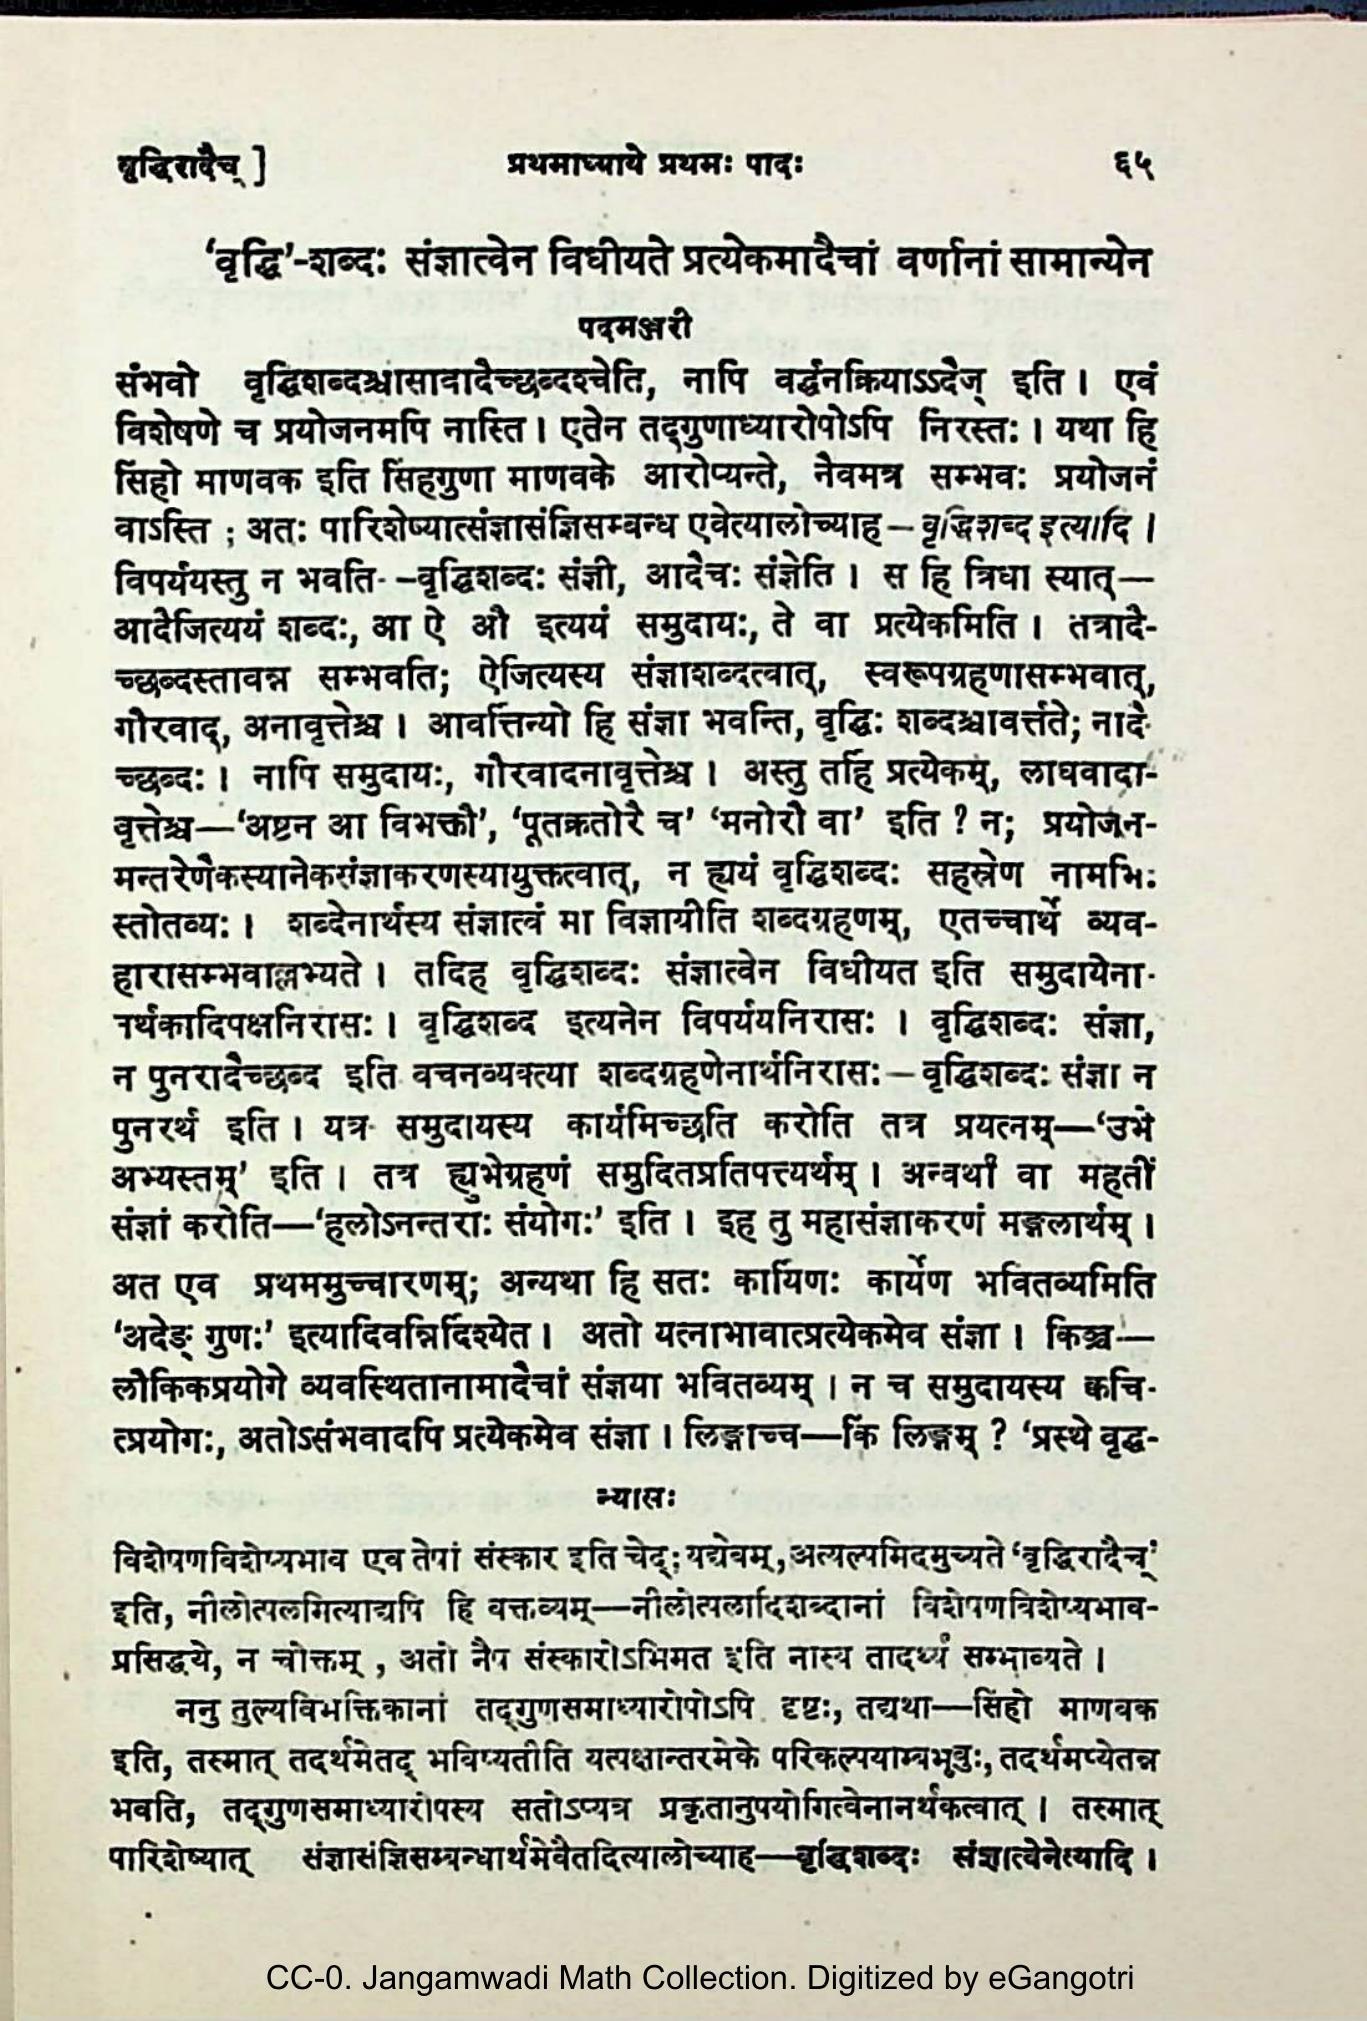 वृद्धिरादैच् ]
प्रथमाध्याये प्रथमः पादः
६५
‘वृद्धि’-शब्दः संज्ञात्वेन विधीयते प्रत्येकमादैचां वर्णानां सामान्येन
पदमञ्जरी
संभवो वृद्धिशब्दश्चासावादैच्छब्दश्चेति, नापि वर्द्धनक्रियाऽऽदैज् इति । एवं
विशेषणे च प्रयोजनमपि नास्ति । एतेन तद्गुणाध्यारोपोऽपि निरस्तः । यथा हि
सिंहो माणवक इति सिंहगुणा माणवके आरोप्यन्ते, नैवमत्र सम्भवः प्रयोजनं
वाऽस्ति ; अतः पारिशेष्यात्संज्ञासंज्ञिसम्बन्ध एवेत्यालोच्याह—वृद्धिशब्द इत्यादि ।
विपर्ययस्तु न भवति--वृद्धिशब्दः संज्ञी, आदैचः संज्ञेति । स हि त्रिधा स्यात्—
आदैजित्ययं शब्दः, आ ऐ औ इत्ययं समुदायः, ते वा प्रत्येकमिति । तत्रादै-
च्छब्दस्तावन्न सम्भवति; ऐजित्यस्य संज्ञाशब्दत्वात्, स्वरूपग्रहणासम्भवात्,
गौरवाद्, अनावृत्तेश्च । आवर्त्तिन्यो हि संज्ञा भवन्ति, वृद्धिः शब्दश्चावर्त्तते; नादै-
च्छब्दः । नापि समुदायः, गौरवादनावृत्तेश्च । अस्तु तर्हि प्रत्येकम्, लाघवादा-
वृत्तेश्च—‘अष्टन आ विभक्तौ’, ‘पूतक्रतोरै च’ ‘मनोरौ वा’ इति ? न; प्रयोजन-
मन्तरेणैकस्यानेकसंज्ञाकरणस्यायुक्तत्वात्, न ह्ययं वृद्धिशब्दः सहस्रेण नामभिः
स्तोतव्यः । शब्देनार्थस्य संज्ञात्वं मा विज्ञायीति शब्दग्रहणम्, एतच्चार्थे व्यव-
हारासम्भवाल्लभ्यते । तदिह वृद्धिशब्दः संज्ञात्वेन विधीयत इति समुदायेना-
नर्थकादिपक्षनिरासः । वृद्धिशब्द इत्यनेन विपर्ययनिरासः । वृद्धिशब्दः संज्ञा,
न पुनरादैच्छब्द इति वचनव्यक्त्या शब्दग्रहणेनार्थनिरासः—वृद्धिशब्दः संज्ञा न
पुनरर्थ इति । यत्र समुदायस्य कार्यमिच्छति करोति तत्र प्रयत्नम्—‘उभे
अभ्यस्तम्’ इति । तत्र ह्युभेग्रहणं समुदितप्रतिपत्त्यर्थम् । अन्वर्थां वा महतीं
संज्ञां करोति—‘हलोऽनन्तराः संयोगः’ इति । इह तु महासंज्ञाकरणं मङ्गलार्थम् ।
अत एव प्रथममुच्चारणम्; अन्यथा हि सतः कार्यिणः कार्येण भवितव्यमिति
‘अदेङ् गुणः’ इत्यादिवन्निर्दिश्येत । अतो यत्नाभावात्प्रत्येकमेव संज्ञा । किञ्च—
लौकिकप्रयोगे व्यवस्थितानामादैचां संज्ञया भवितव्यम् । न च समुदायस्य क्वचि-
त्प्रयोगः, अतोऽसंभवादपि प्रत्येकमेव संज्ञा । लिङ्गाच्च—किं लिङ्गम् ? ‘प्रस्थे वृद्ध-
न्यासः
विशेषणविशेष्यभाव एव तेषां संस्कार इति चेद्; यद्येवम्, अत्यल्पमिदमुच्यते ‘वृद्धिरादैच्’
इति, नीलोत्पलमित्याद्यपि हि वक्तव्यम्—नीलोत्पलादिशब्दानां विशेषणविशेष्यभाव-
प्रसिद्धये, न चोक्तम् , अतो नैष संस्कारोऽभिमत इति नास्य तादर्थ्यं सम्भाव्यते ।
ननु तुल्यविभक्तिकानां तद्गुणसमाध्यारोपोऽपि दृष्टः, तद्यथा—सिंहो माणवक
इति, तस्मात् तदर्थमेतद् भविष्यतीति यत्पक्षान्तरमेके परिकल्पयाम्बभूवुः, तदर्थमप्येतन्न
भवति, तद्गुणसमाध्यारोपस्य सतोऽप्यत्र प्रकृतानुपयोगित्वेनानर्थकत्वात् । तस्मात्
पारिशेष्यात् संज्ञासंज्ञिसम्बन्धार्थमेवैतदित्यालोच्याह—वृद्धिशब्दः संज्ञात्वेनेत्यादि ।
CC-0. Jangamwadi Math Collection. Digitized by eGangotri